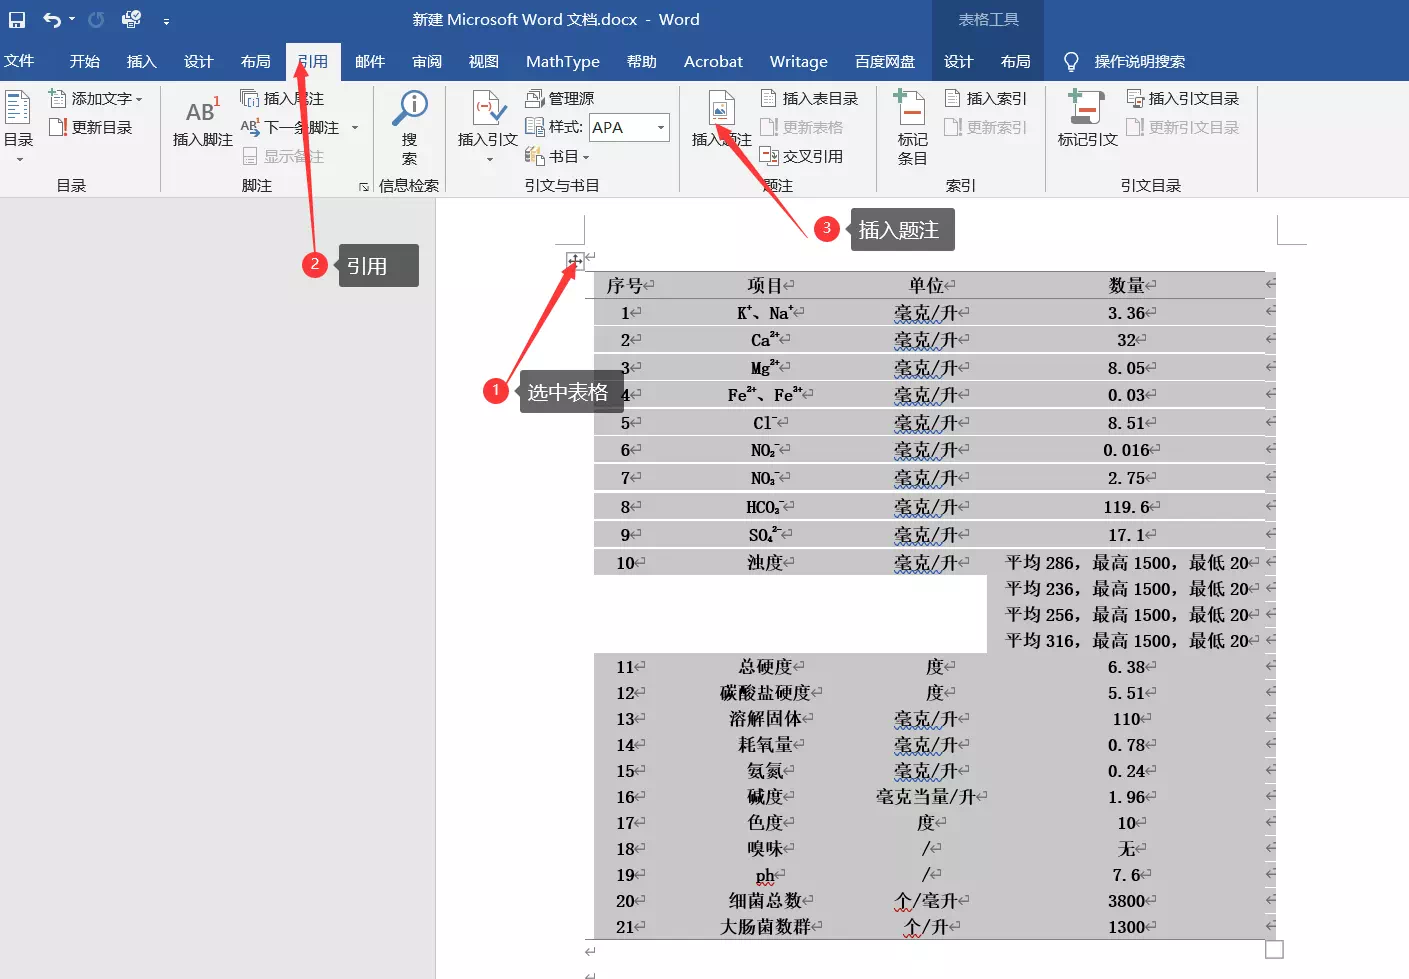 新建 Microsoft Word 文档.docx - Word
表格工具
文件 开始 插入 设计 布局 引用 邮件 审阅 视图 MathType 帮助 Acrobat Writage 百度网盘 设计 布局 操作说明搜索
目录
添加文字
更新目录
目录
AB1
插入脚注
插入尾注
下一条脚注
显示备注
脚注
搜索
信息检索
插入引文
管理源
样式: APA
书目
引文与书目
插入题注
插入表目录
更新表格
交叉引用
题注
标记条目
插入索引
更新索引
索引
标记引文
插入引文目录
更新引文目录
引文目录
3 插入题注
2 引用
1 选中表格
序号 项目 单位 数量
1 K⁺、Na⁺ 毫克/升 3.36
2 Ca²⁺ 毫克/升 32
3 Mg²⁺ 毫克/升 8.05
4 Fe²⁺、Fe³⁺ 毫克/升 0.03
5 Cl⁻ 毫克/升 8.51
6 NO₂⁻ 毫克/升 0.016
7 NO₃⁻ 毫克/升 2.75
8 HCO₃⁻ 毫克/升 119.6
9 SO₄²⁻ 毫克/升 17.1
10 浊度 毫克/升 平均 286，最高 1500，最低 20
平均 236，最高 1500，最低 20
平均 256，最高 1500，最低 20
平均 316，最高 1500，最低 20
11 总硬度 度 6.38
12 碳酸盐硬度 度 5.51
13 溶解固体 毫克/升 110
14 耗氧量 毫克/升 0.78
15 氨氮 毫克/升 0.24
16 碱度 毫克当量/升 1.96
17 色度 度 10
18 嗅味 / 无
19 ph / 7.6
20 细菌总数 个/毫升 3800
21 大肠菌数群 个/升 1300